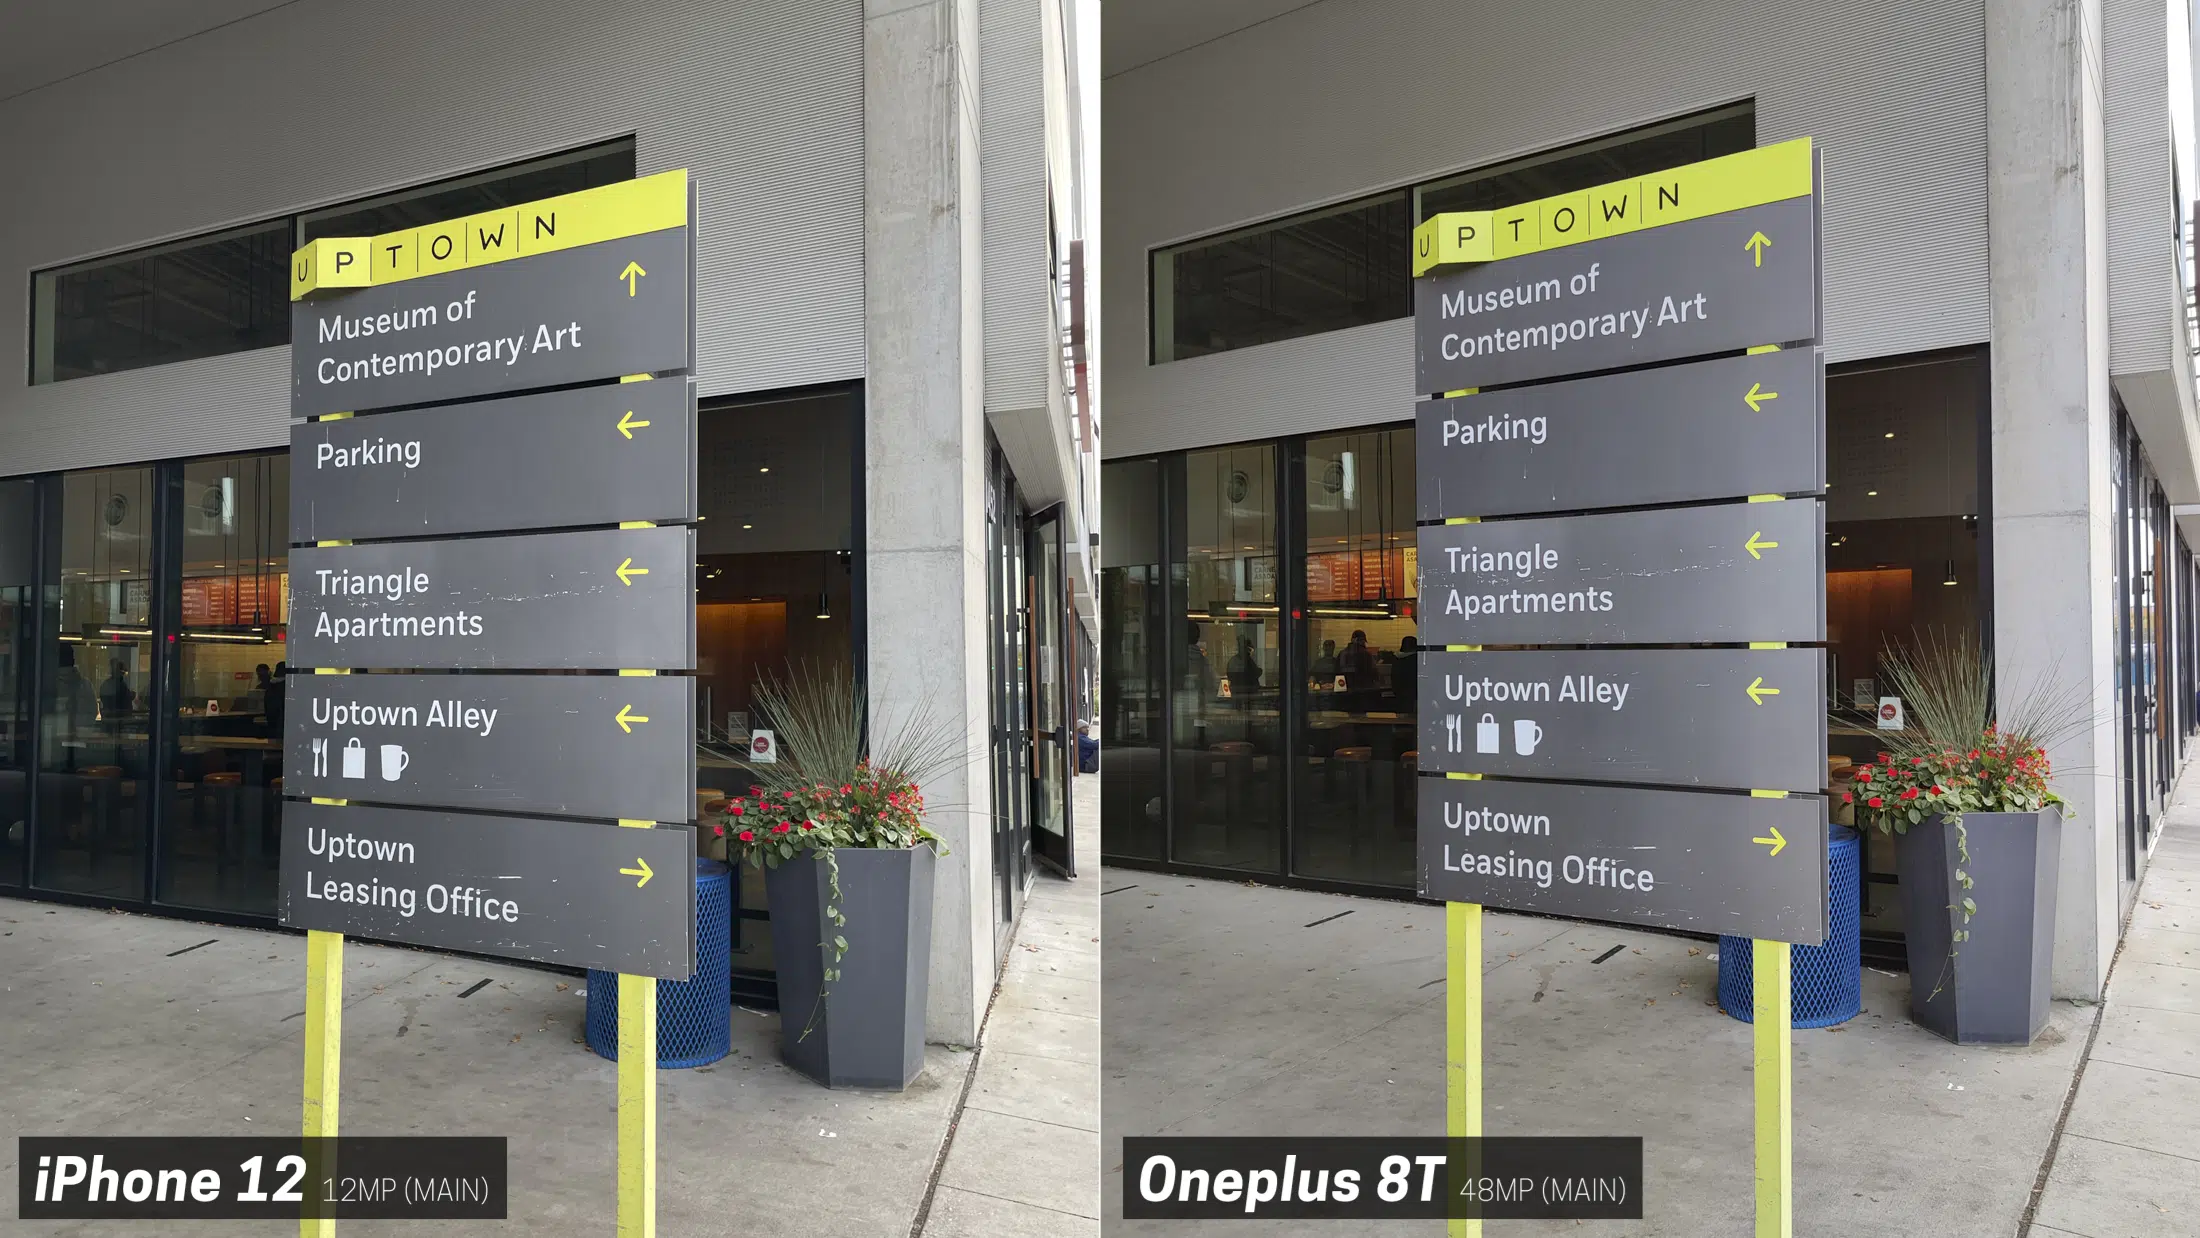 UPTOWN
Museum of
Contemporary Art
Parking
Triangle
Apartments
Uptown Alley
Uptown
Leasing Office
iPhone 12 12MP (MAIN)
UPTOWN
Museum of
Contemporary Art
Parking
Triangle
Apartments
Uptown Alley
Uptown
Leasing Office
Oneplus 8T 48MP (MAIN)